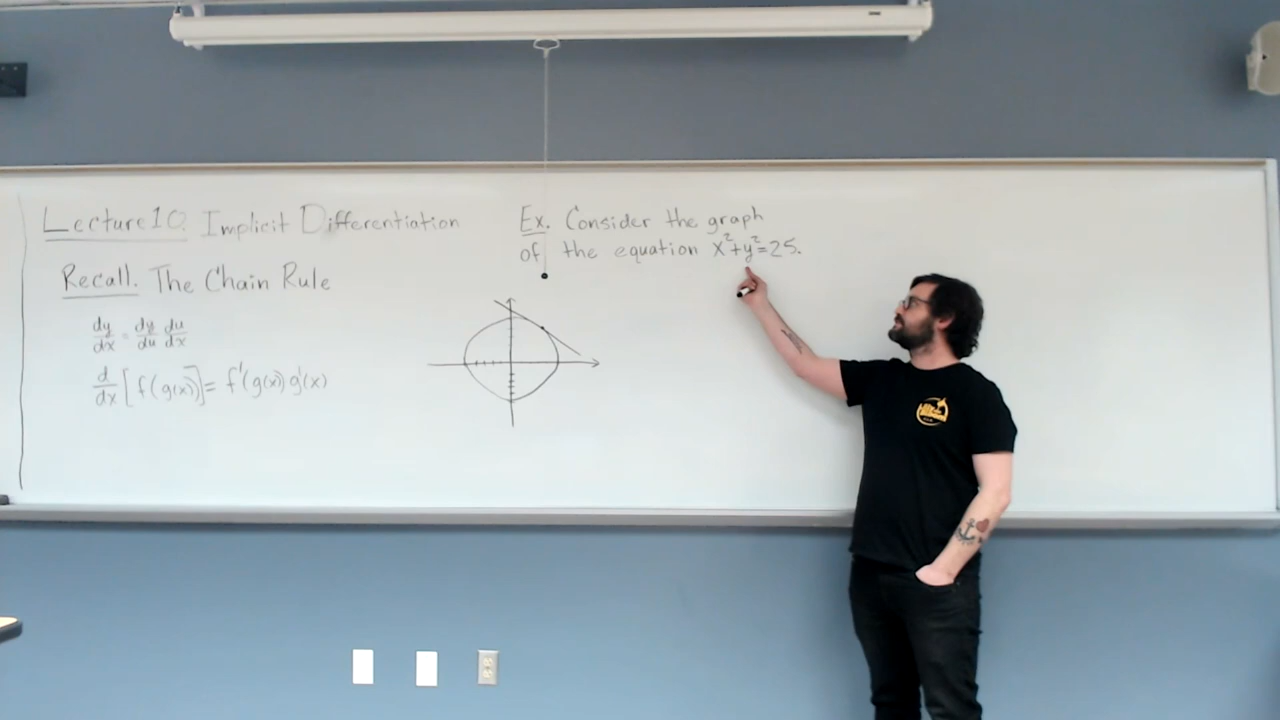 Lecture 10. Implicit Differentiation
Recall. The Chain Rule
dy/dx = dy/du du/dx
d/dx [f(g(x))] = f'(g(x)) g'(x)
Ex. Consider the graph
of the equation x²+y²=25.